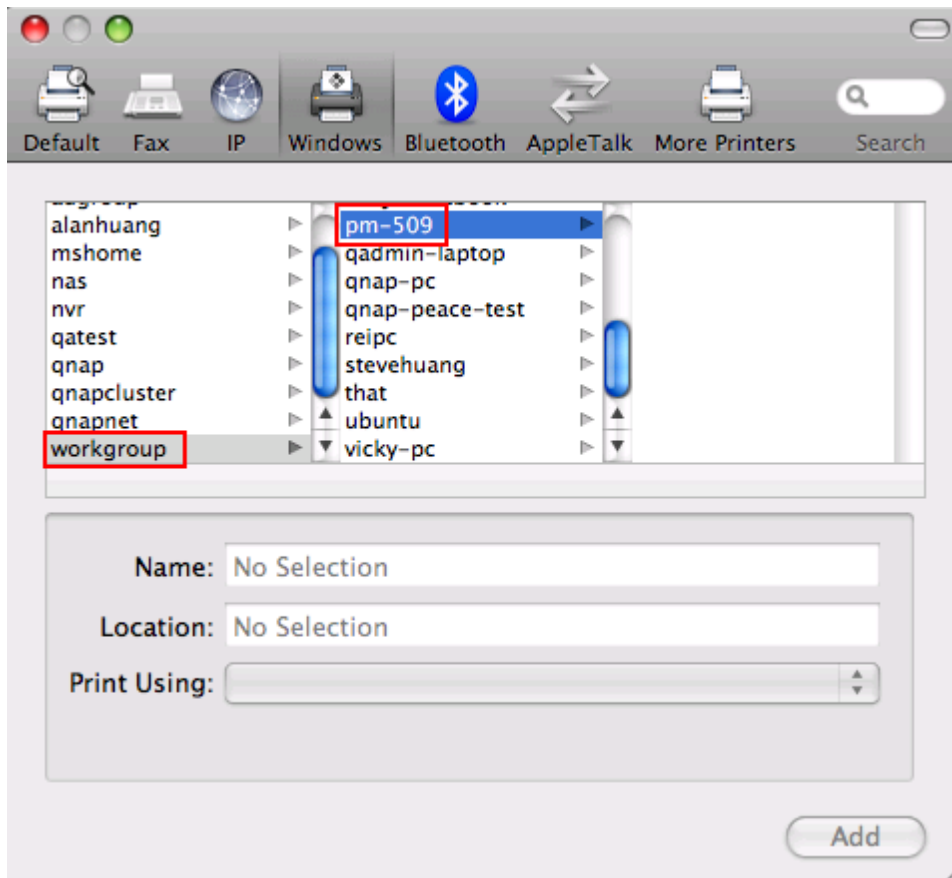 Default Fax IP Windows Bluetooth AppleTalk More Printers Search
alanhuang
mshome
nas
nvr
qatest
qnap
qnapcluster
qnapnet
workgroup
pm-509
qadmin-laptop
qnap-pc
qnap-peace-test
reipc
stevehuang
that
ubuntu
vicky-pc
Name: No Selection
Location: No Selection
Print Using:
Add